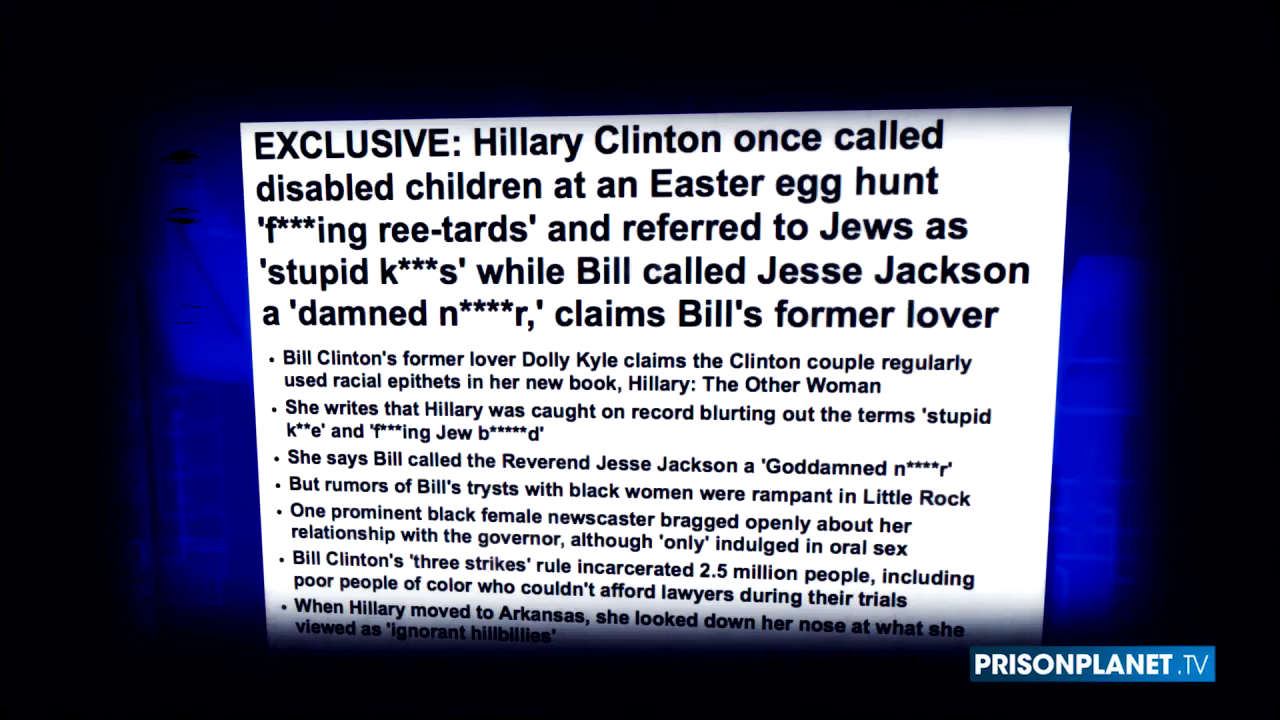 EXCLUSIVE: Hillary Clinton once called
disabled children at an Easter egg hunt
'f***ing ree-tards' and referred to Jews as
'stupid k***s' while Bill called Jesse Jackson
a 'damned n****r,' claims Bill's former lover
• Bill Clinton's former lover Dolly Kyle claims the Clinton couple regularly
used racial epithets in her new book, Hillary: The Other Woman
• She writes that Hillary was caught on record blurting out the terms 'stupid
k**e' and 'f***ing Jew b*****d'
• She says Bill called the Reverend Jesse Jackson a 'Goddamned n****r'
• But rumors of Bill's trysts with black women were rampant in Little Rock
• One prominent black female newscaster bragged openly about her
relationship with the governor, although 'only' indulged in oral sex
• Bill Clinton's 'three strikes' rule incarcerated 2.5 million people, including
poor people of color who couldn't afford lawyers during their trials
• When Hillary moved to Arkansas, she looked down her nose at what she
viewed as 'ignorant hillbillies'
PRISONPLANET.TV